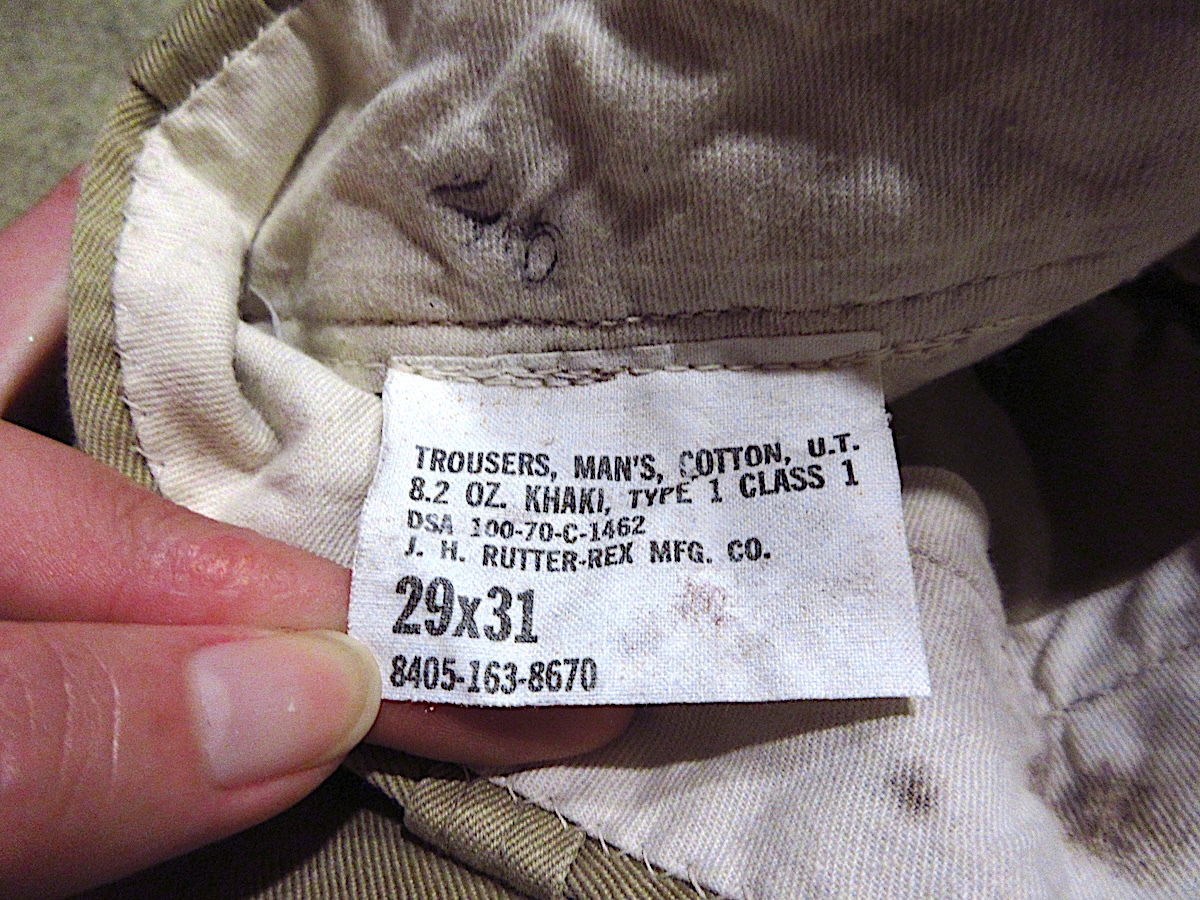 TROUSERS, MAN'S, COTTON, U.T.
8.2 OZ. KHAKI, TYPE 1 CLASS 1
DSA 100-70-C-1462
J. H. RUTTER-REX MFG. CO.
29x31
8405-163-8670